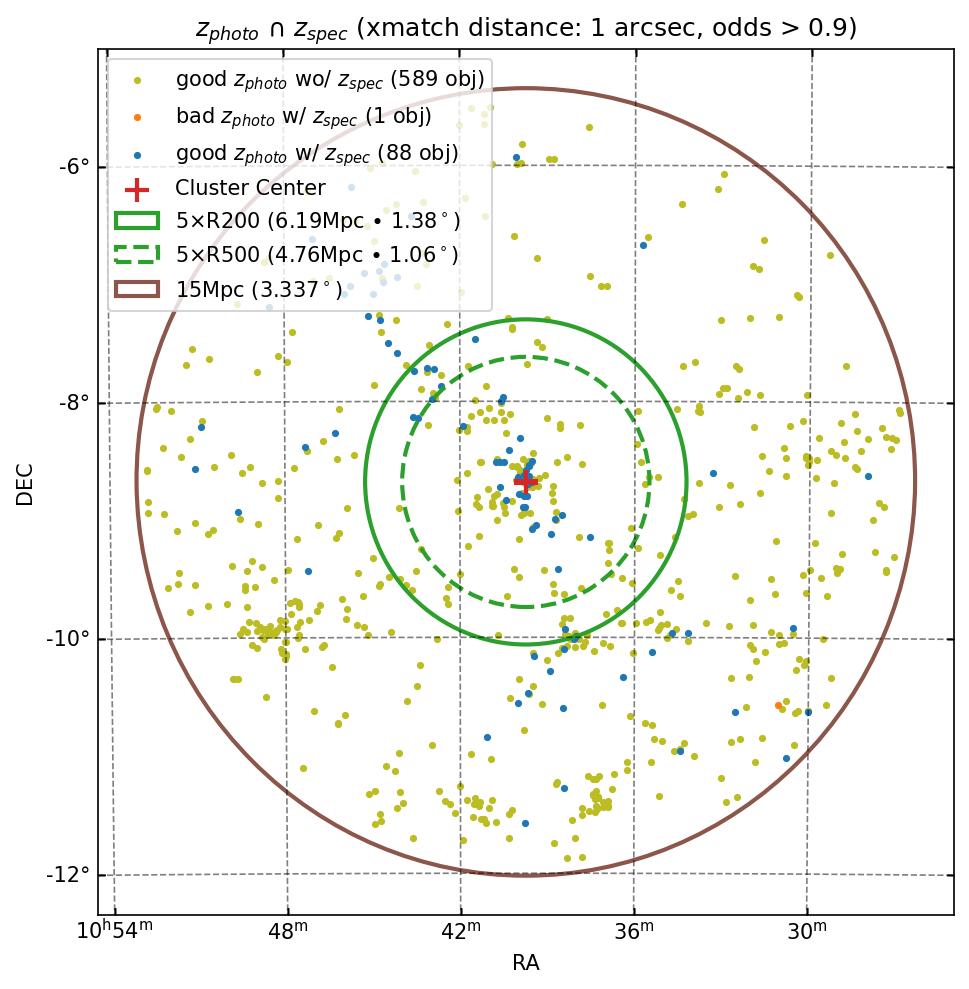 z_photo ∩ z_spec (xmatch distance: 1 arcsec, odds > 0.9)
good z_photo wo/ z_spec (589 obj)
bad z_photo w/ z_spec (1 obj)
good z_photo w/ z_spec (88 obj)
Cluster Center
5×R200 (6.19Mpc • 1.38°)
5×R500 (4.76Mpc • 1.06°)
15Mpc (3.337°)
-6°
-8°
-10°
-12°
DEC
10ʰ54ᵐ 48ᵐ 42ᵐ 36ᵐ 30ᵐ
RA